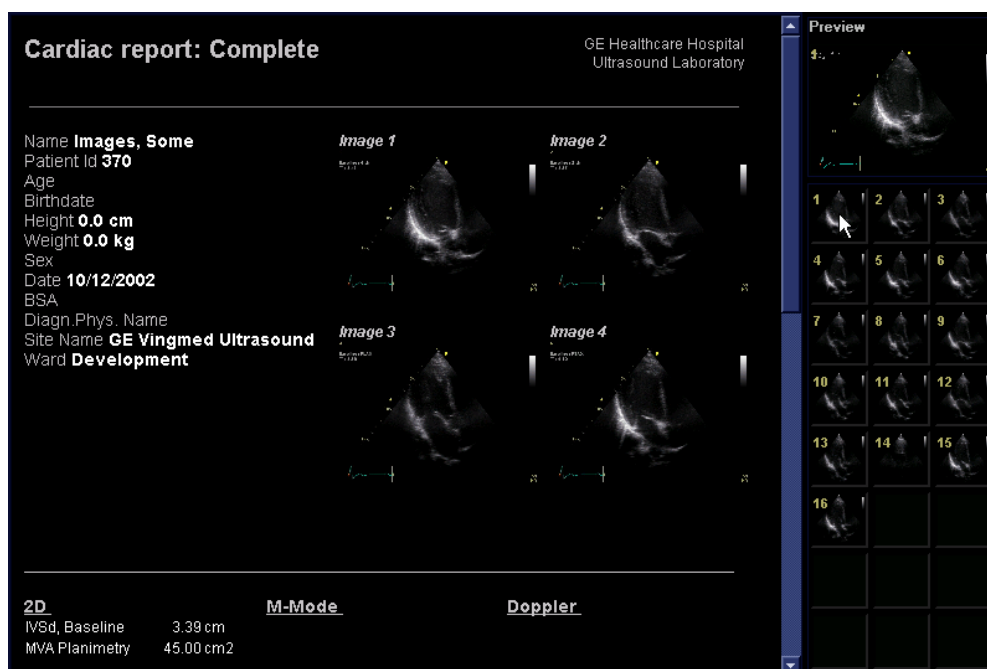 Cardiac report: Complete
GE Healthcare Hospital
Ultrasound Laboratory
Name Images, Some
Patient Id 370
Age
Birthdate
Height 0.0 cm
Weight 0.0 kg
Sex
Date 10/12/2002
BSA
Diagn.Phys. Name
Site Name GE Vingmed Ultrasound
Ward Development
Image 1
Image 2
Image 3
Image 4
2D
IVSd, Baseline 3.39 cm
MVA Planimetry 45.00 cm2
M-Mode
Doppler
Preview
1
2
3
4
5
6
7
8
9
10
11
12
13
14
15
16